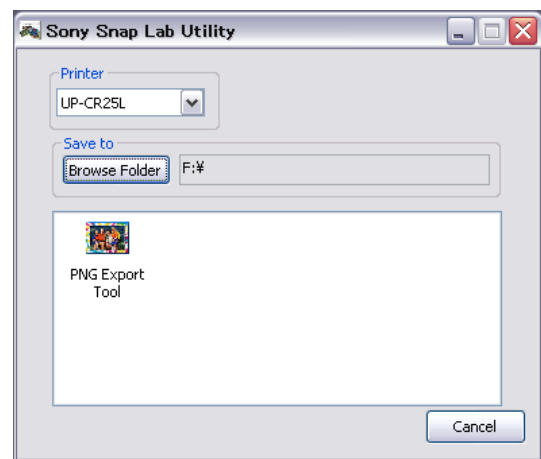 Sony Snap Lab Utility
Printer
UP-CR25L
Save to
Browse Folder
F:¥
PNG Export
Tool
Cancel